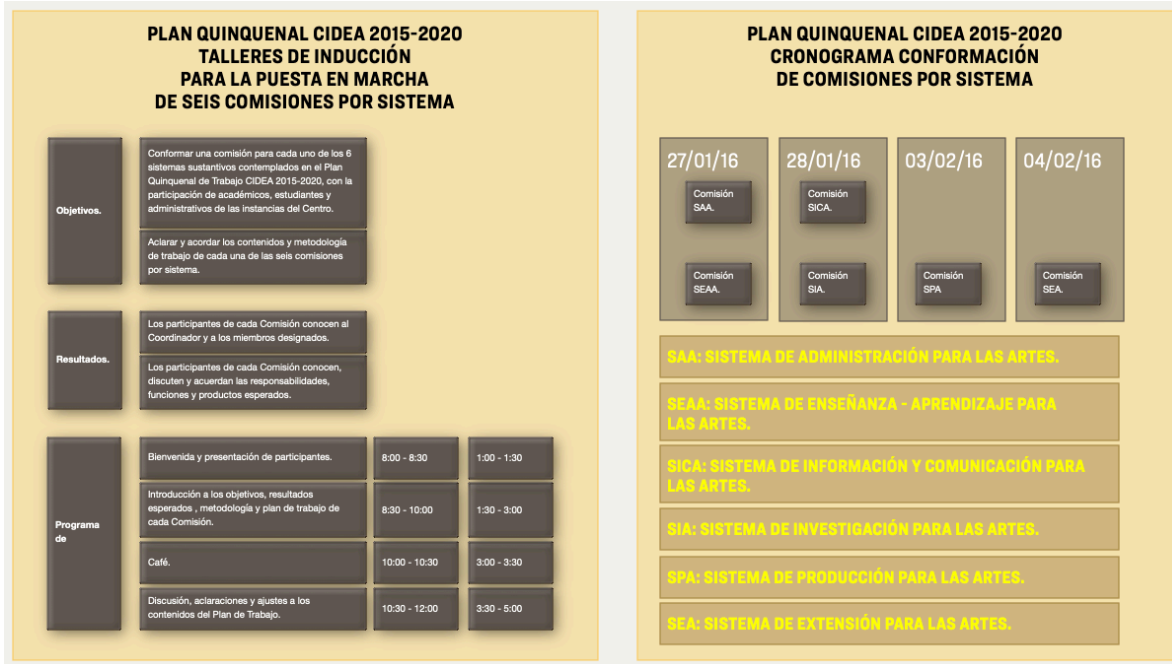 PLAN QUINQUENAL CIDEA 2015-2020
TALLERES DE INDUCCIÓN
PARA LA PUESTA EN MARCHA
DE SEIS COMISIONES POR SISTEMA
Objetivos.
Conformar una comisión para cada uno de los 6
sistemas sustantivos contemplados en el Plan
Quinquenal de Trabajo CIDEA 2015-2020, con la
participación de académicos, estudiantes y
administrativos de las instancias del Centro.
Aclarar y acordar los contenidos y metodología
de trabajo de cada una de las seis comisiones
por sistema.
Resultados.
Los participantes de cada Comisión conocen al
Coordinador y a los miembros designados.
Los participantes de cada Comisión conocen,
discuten y acuerdan las responsabilidades,
funciones y productos esperados.
Programa
de
Bienvenida y presentación de participantes.
8:00 - 8:30
1:00 - 1:30
Introducción a los objetivos, resultados
esperados , metodología y plan de trabajo de
cada Comisión.
8:30 - 10:00
1:30 - 3:00
Café.
10:00 - 10:30
3:00 - 3:30
Discusión, aclaraciones y ajustes a los
contenidos del Plan de Trabajo.
10:30 - 12:00
3:30 - 5:00
PLAN QUINQUENAL CIDEA 2015-2020
CRONOGRAMA CONFORMACIÓN
DE COMISIONES POR SISTEMA
27/01/16
Comisión
SAA.
Comisión
SEAA.
28/01/16
Comisión
SICA.
Comisión
SIA.
03/02/16
Comisión
SPA
04/02/16
Comisión
SEA.
SAA: SISTEMA DE ADMINISTRACIÓN PARA LAS ARTES.
SEAA: SISTEMA DE ENSEÑANZA - APRENDIZAJE PARA
LAS ARTES.
SICA: SISTEMA DE INFORMACIÓN Y COMUNICACIÓN PARA
LAS ARTES.
SIA: SISTEMA DE INVESTIGACIÓN PARA LAS ARTES.
SPA: SISTEMA DE PRODUCCIÓN PARA LAS ARTES.
SEA: SISTEMA DE EXTENSIÓN PARA LAS ARTES.